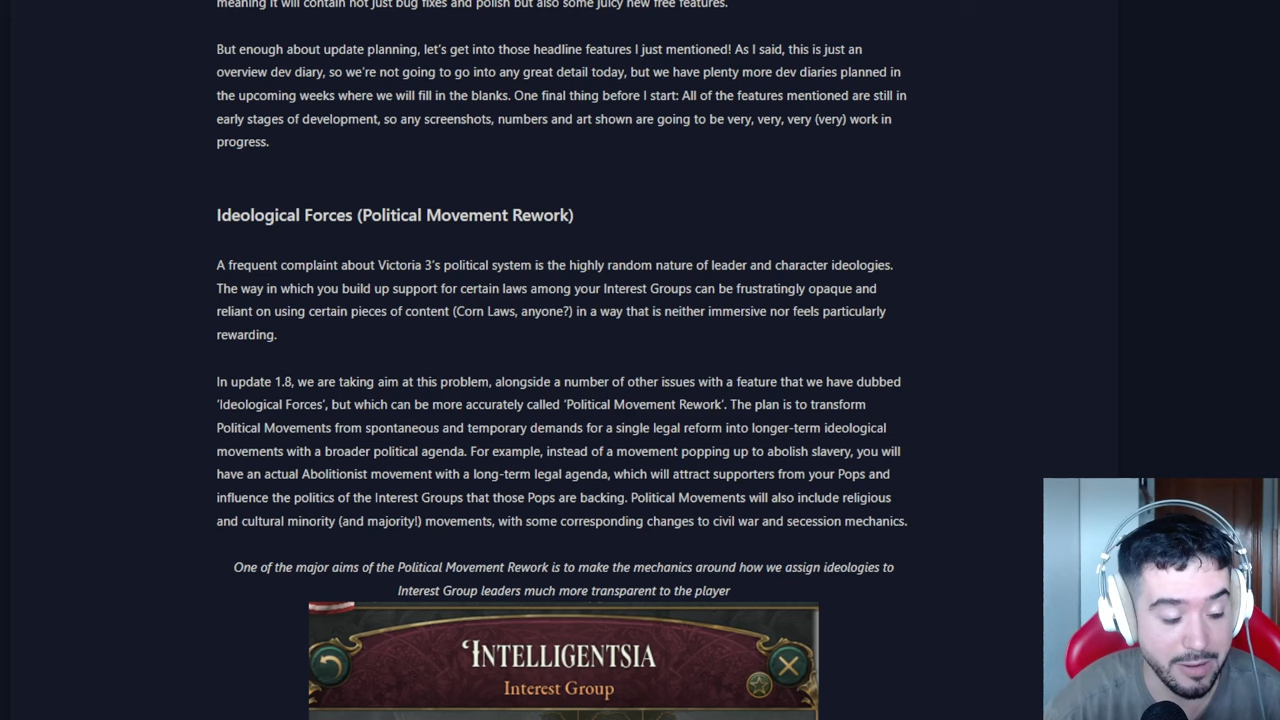 meaning it will contain not just bug fixes and polish but also some juicy new free features.
But enough about update planning, let’s get into those headline features I just mentioned! As I said, this is just an
overview dev diary, so we’re not going to go into any great detail today, but we have plenty more dev diaries planned in
the upcoming weeks where we will fill in the blanks. One final thing before I start: All of the features mentioned are still in
early stages of development, so any screenshots, numbers and art shown are going to be very, very, very (very) work in
progress.
Ideological Forces (Political Movement Rework)
A frequent complaint about Victoria 3’s political system is the highly random nature of leader and character ideologies.
The way in which you build up support for certain laws among your Interest Groups can be frustratingly opaque and
reliant on using certain pieces of content (Corn Laws, anyone?) in a way that is neither immersive nor feels particularly
rewarding.
In update 1.8, we are taking aim at this problem, alongside a number of other issues with a feature that we have dubbed
‘Ideological Forces’, but which can be more accurately called ‘Political Movement Rework’. The plan is to transform
Political Movements from spontaneous and temporary demands for a single legal reform into longer-term ideological
movements with a broader political agenda. For example, instead of a movement popping up to abolish slavery, you will
have an actual Abolitionist movement with a long-term legal agenda, which will attract supporters from your Pops and
influence the politics of the Interest Groups that those Pops are backing. Political Movements will also include religious
and cultural minority (and majority!) movements, with some corresponding changes to civil war and secession mechanics.
One of the major aims of the Political Movement Rework is to make the mechanics around how we assign ideologies to
Interest Group leaders much more transparent to the player
INTELLIGENTSIA
Interest Group